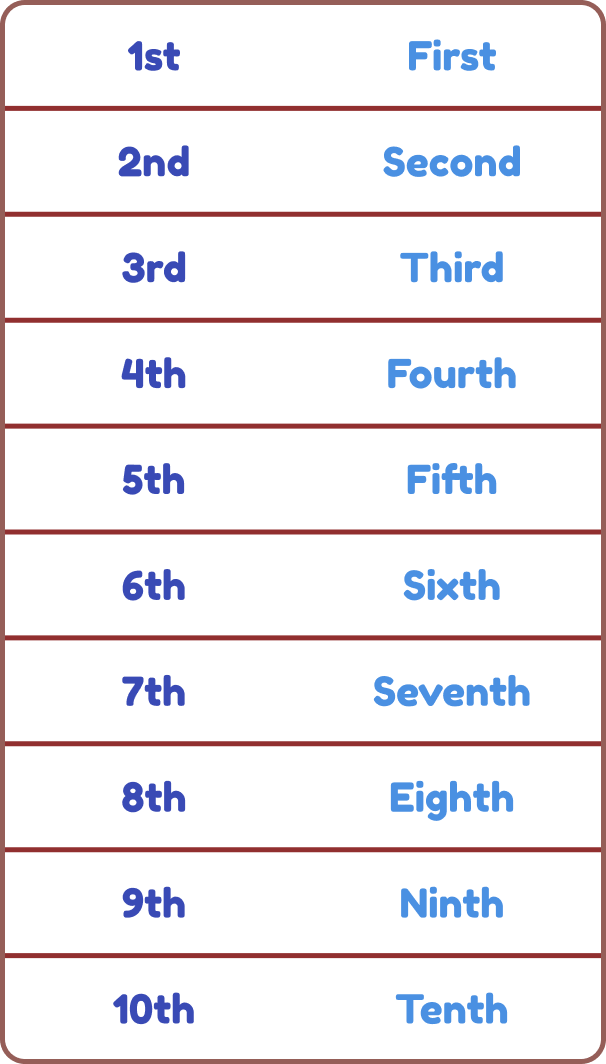 1st First
2nd Second
3rd Third
4th Fourth
5th Fifth
6th Sixth
7th Seventh
8th Eighth
9th Ninth
10th Tenth